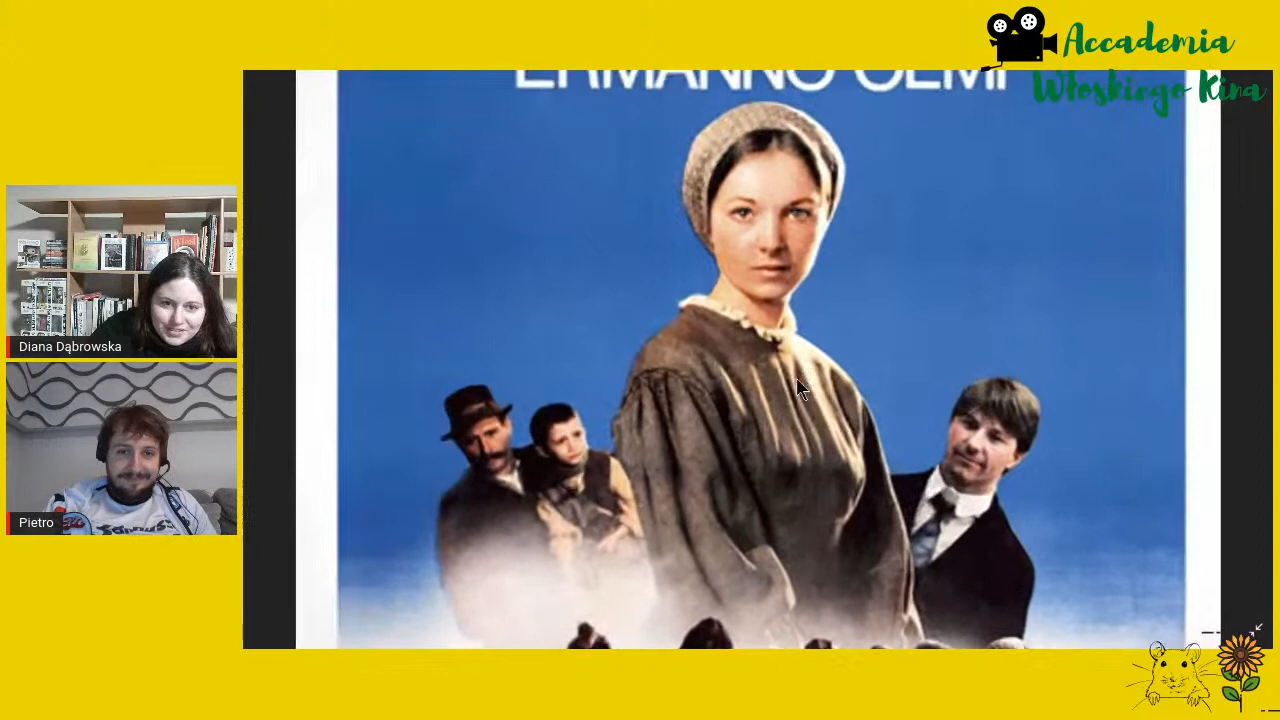 Accademia
Włoskiego Kina
ERMANNO OLMI
Diana Dąbrowska
Pietro